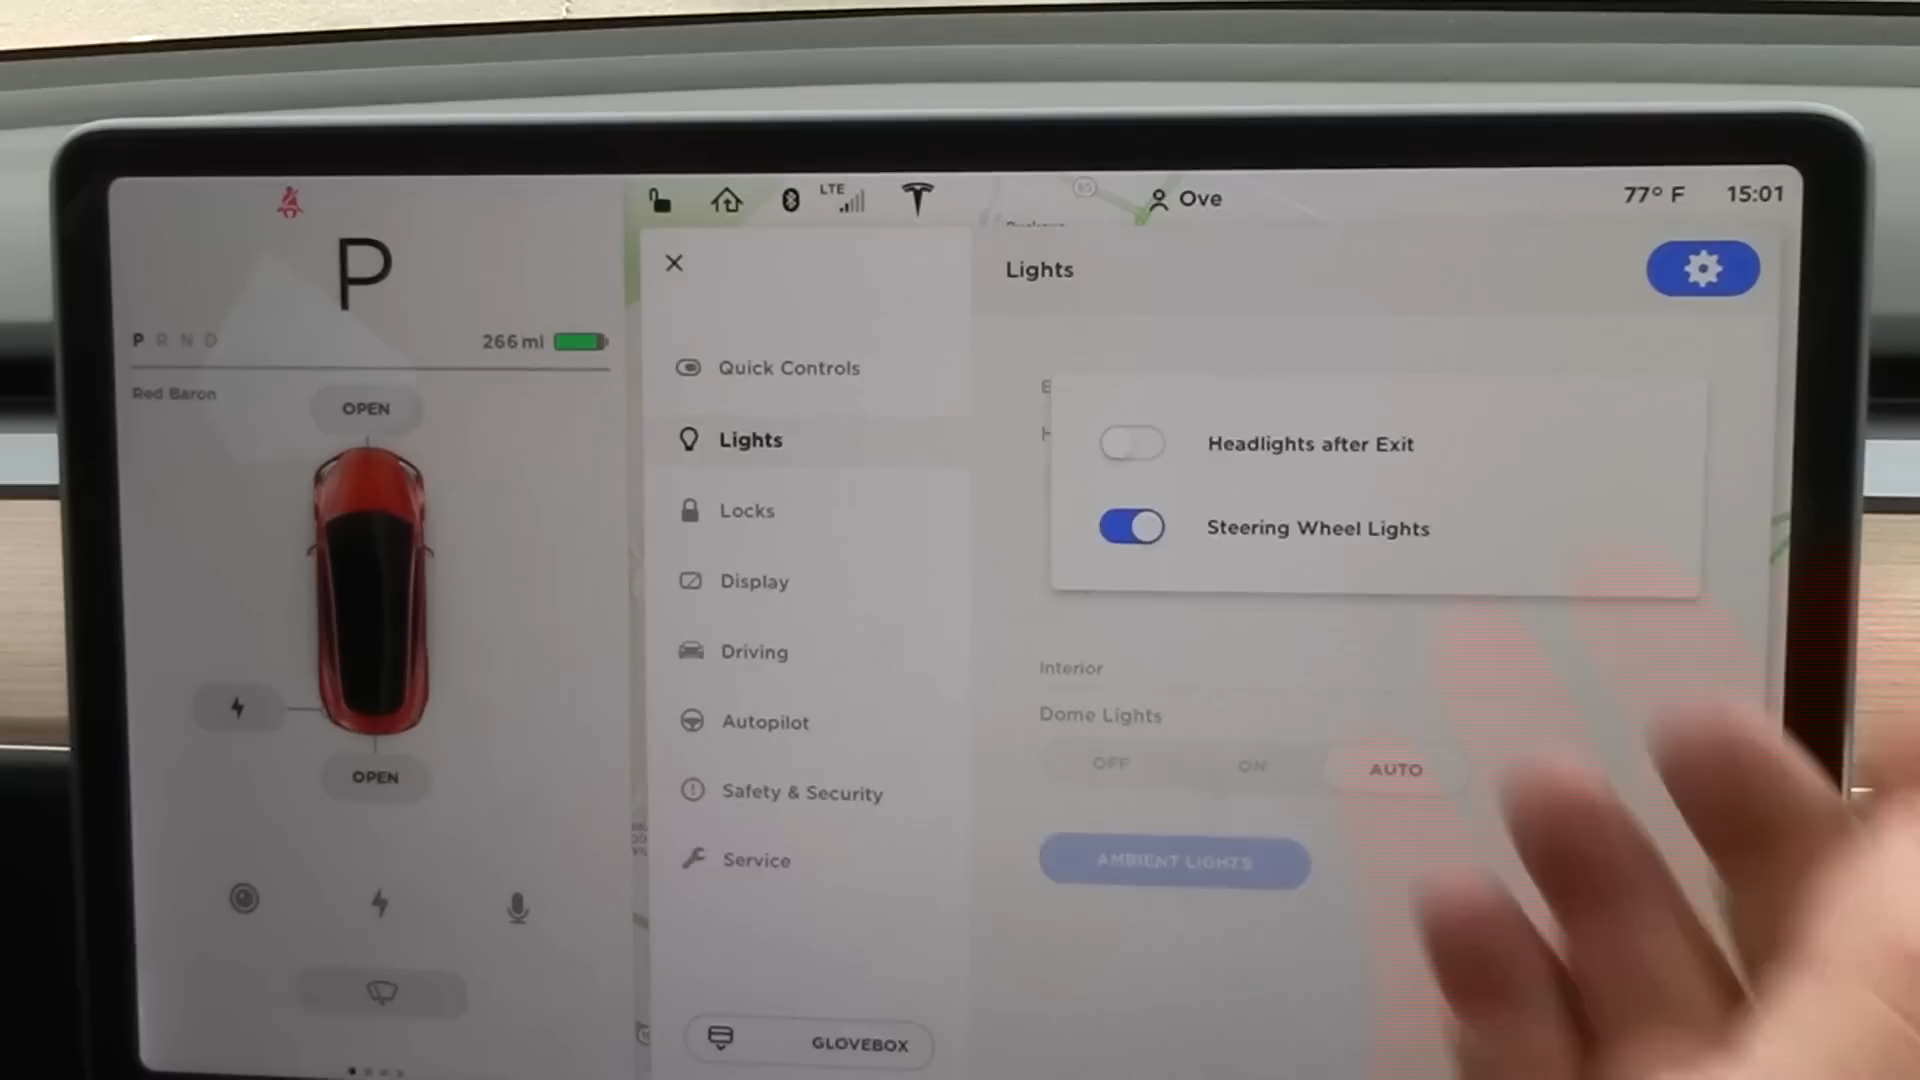 LTE
85
Ove
77° F
15:01
P
P R N D
266 mi
Red Baron
OPEN
OPEN
Quick Controls
Lights
Locks
Display
Driving
Autopilot
Safety & Security
Service
GLOVEBOX
Lights
E
H
Headlights after Exit
Steering Wheel Lights
Interior
Dome Lights
OFF
ON
AUTO
AMBIENT LIGHTS